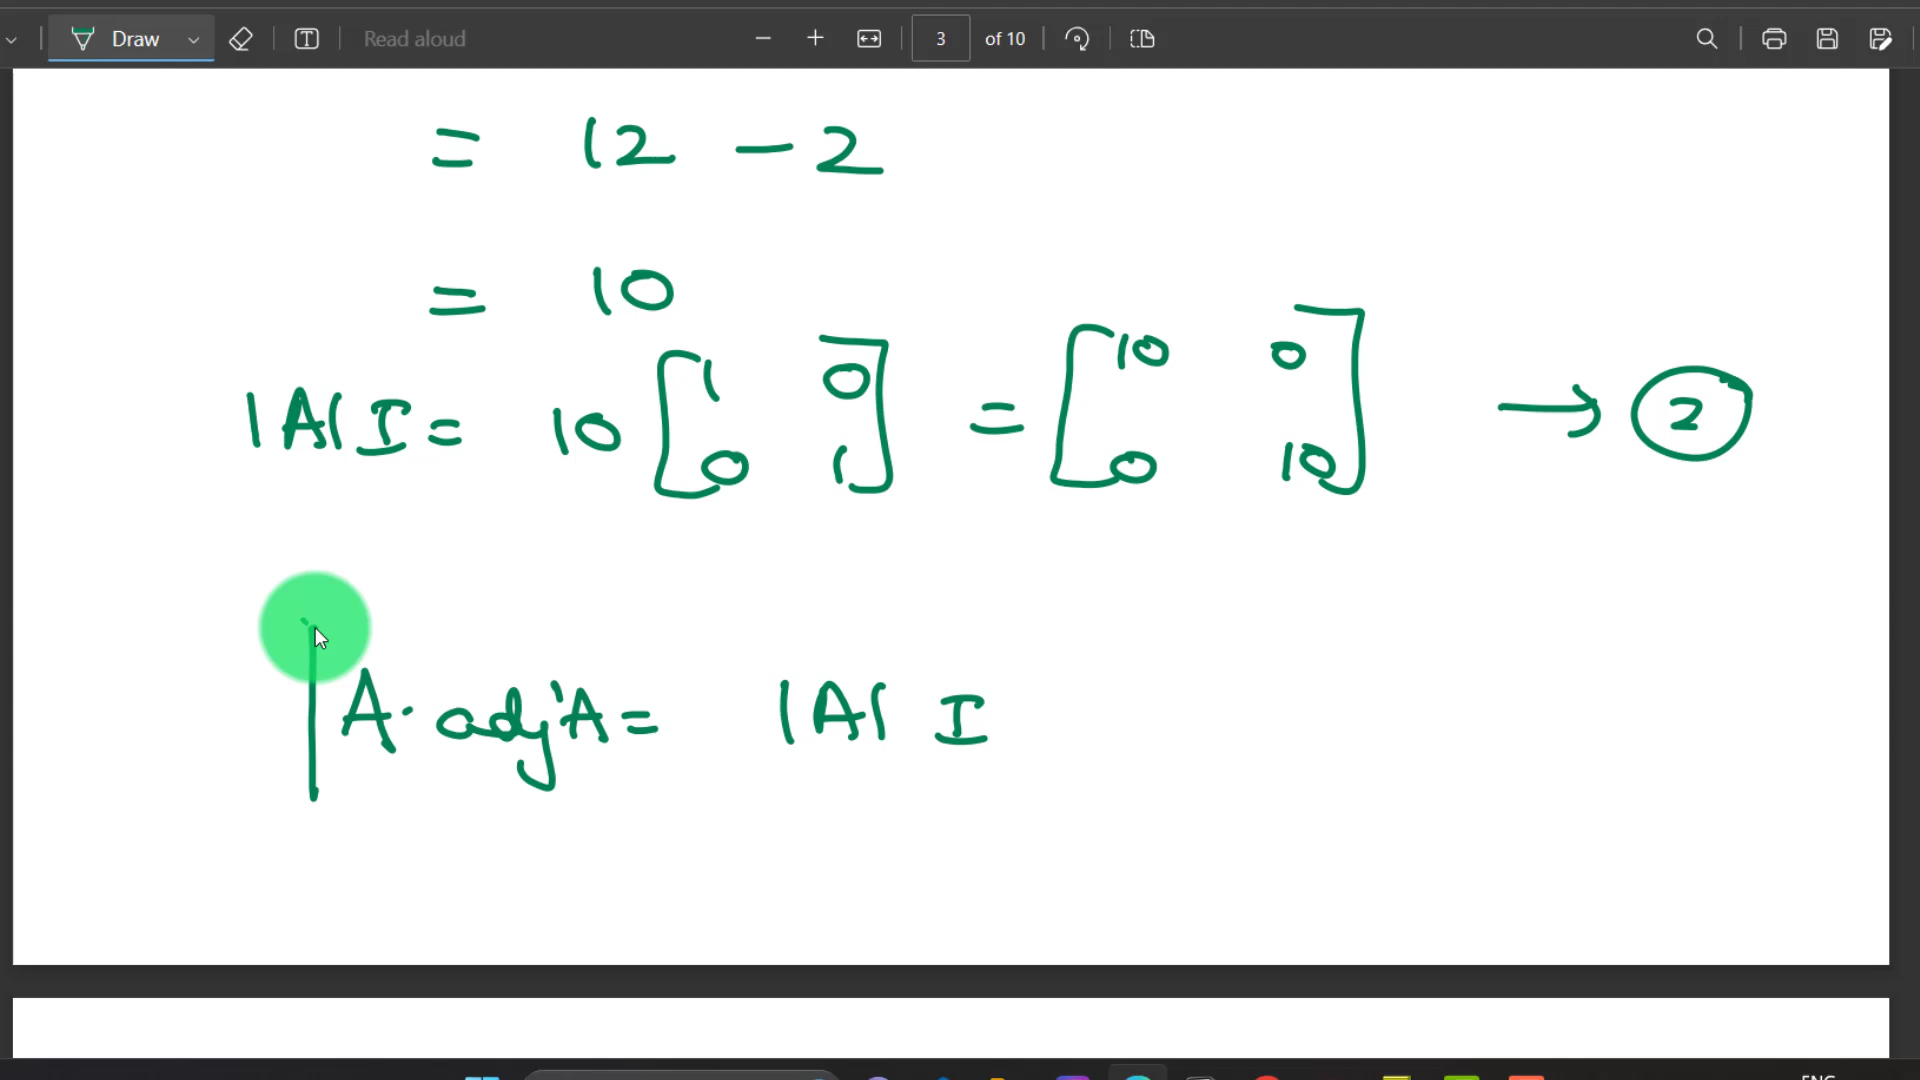 Draw
Read aloud
3 of 10
= 12 - 2
= 10
|A| I = 10 [1 0
0 1] = [10 0
0 10] → 2
A. adj A = |A| I